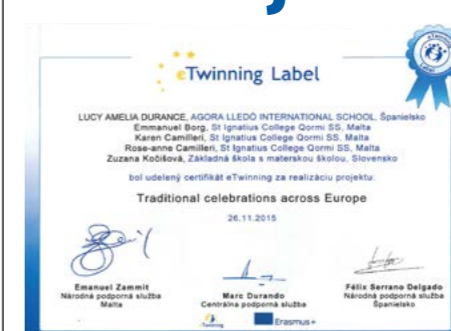 eTwinning Label
eTwinning
Label
LUCY AMELIA DURANCE, AGORA LLEDÓ INTERNATIONAL SCHOOL, Španielsko
Emmanuel Borg, St Ignatius College Qormi SS, Malta
Karen Camilleri, St Ignatius College Qormi SS, Malta
Rose-anne Camilleri, St Ignatius College Qormi SS, Malta
Zuzana Kočišová, Základná škola s materskou školou, Slovensko
bol udelený certifikát eTwinning za realizáciu projektu:
Traditional celebrations across Europe
26.11.2015
Emanuel Zammit
Národná podporná služba
Malta
Marc Durando
Centrálna podporná služba
Félix Serrano Delgado
Národná podporná služba
Španielsko
eTwinning
Erasmus+